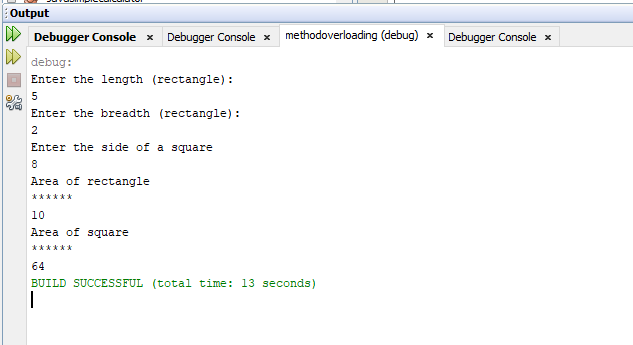 Output
Debugger Console × Debugger Console × methodoverloading (debug) × Debugger Console ×
debug:
Enter the length (rectangle):
5
Enter the breadth (rectangle):
2
Enter the side of a square
8
Area of rectangle
******
10
Area of square
******
64
BUILD SUCCESSFUL (total time: 13 seconds)